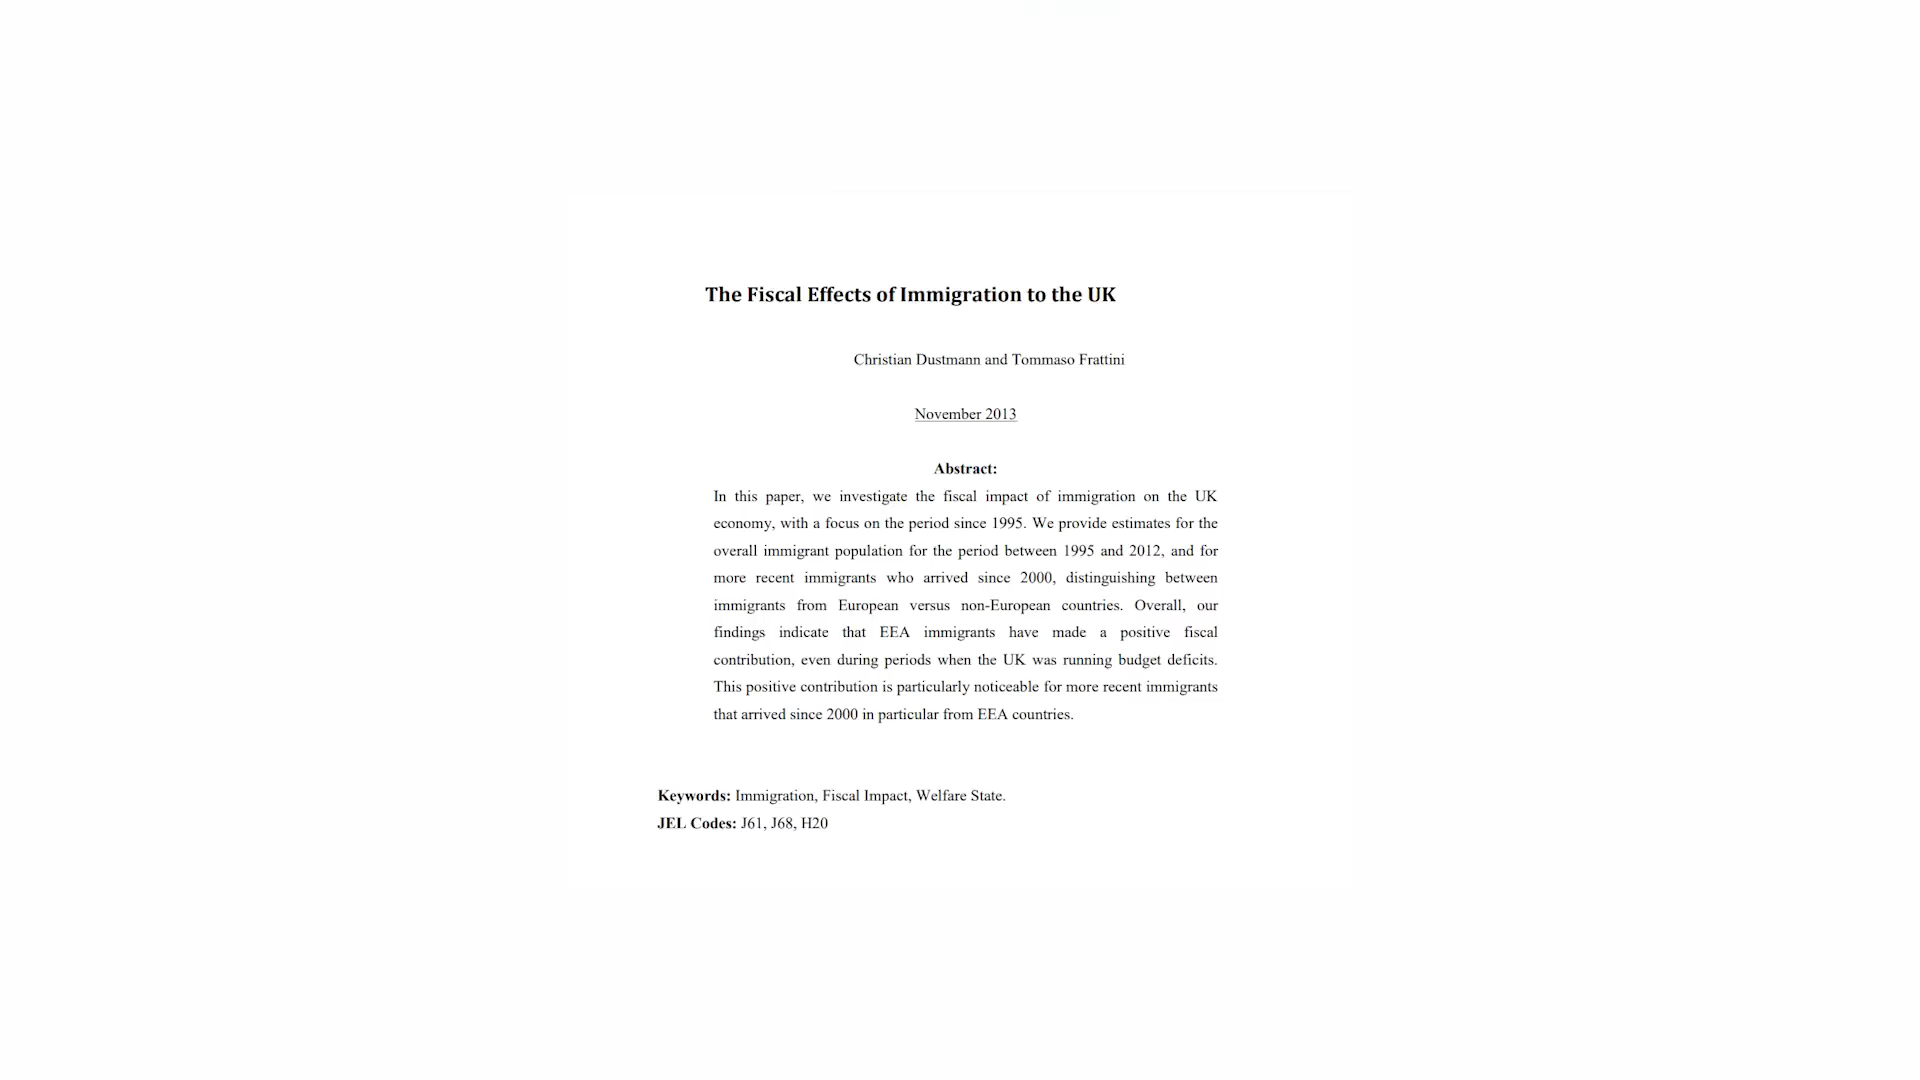 The Fiscal Effects of Immigration to the UK
Christian Dustmann and Tommaso Frattini
November 2013
Abstract:
In this paper, we investigate the fiscal impact of immigration on the UK
economy, with a focus on the period since 1995. We provide estimates for the
overall immigrant population for the period between 1995 and 2012, and for
more recent immigrants who arrived since 2000, distinguishing between
immigrants from European versus non-European countries. Overall, our
findings indicate that EEA immigrants have made a positive fiscal
contribution, even during periods when the UK was running budget deficits.
This positive contribution is particularly noticeable for more recent immigrants
that arrived since 2000 in particular from EEA countries.
Keywords: Immigration, Fiscal Impact, Welfare State.
JEL Codes: J61, J68, H20